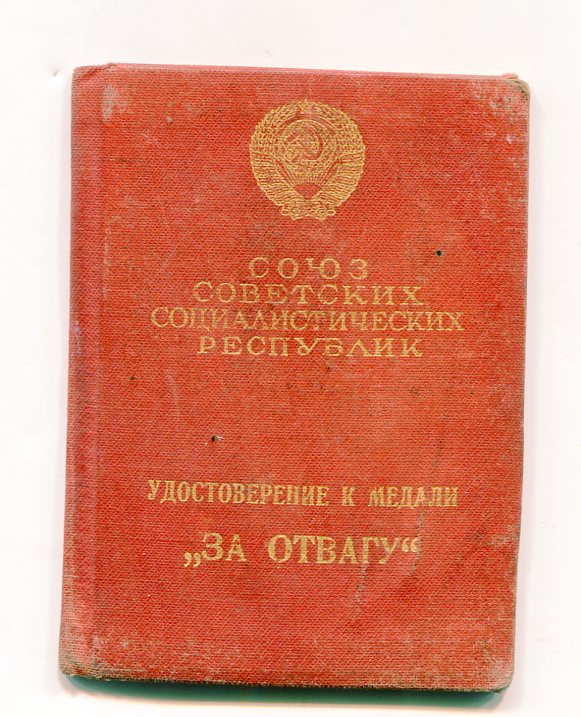 СОЮЗ
СОВЕТСКИХ
СОЦИАЛИСТИЧЕСКИХ
РЕСПУБЛИК
УДОСТОВЕРЕНИЕ К МЕДАЛИ
„ЗА ОТВАГУ“